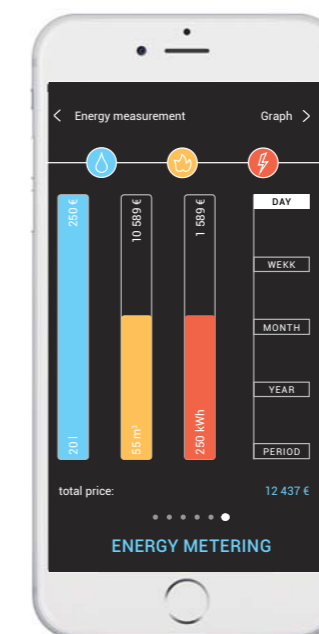 Energy measurement
Graph
250 €
10 589 €
1 589 €
20 l
55 m³
250 kWh
DAY
WEKK
MONTH
YEAR
PERIOD
total price:
12 437 €
ENERGY METERING